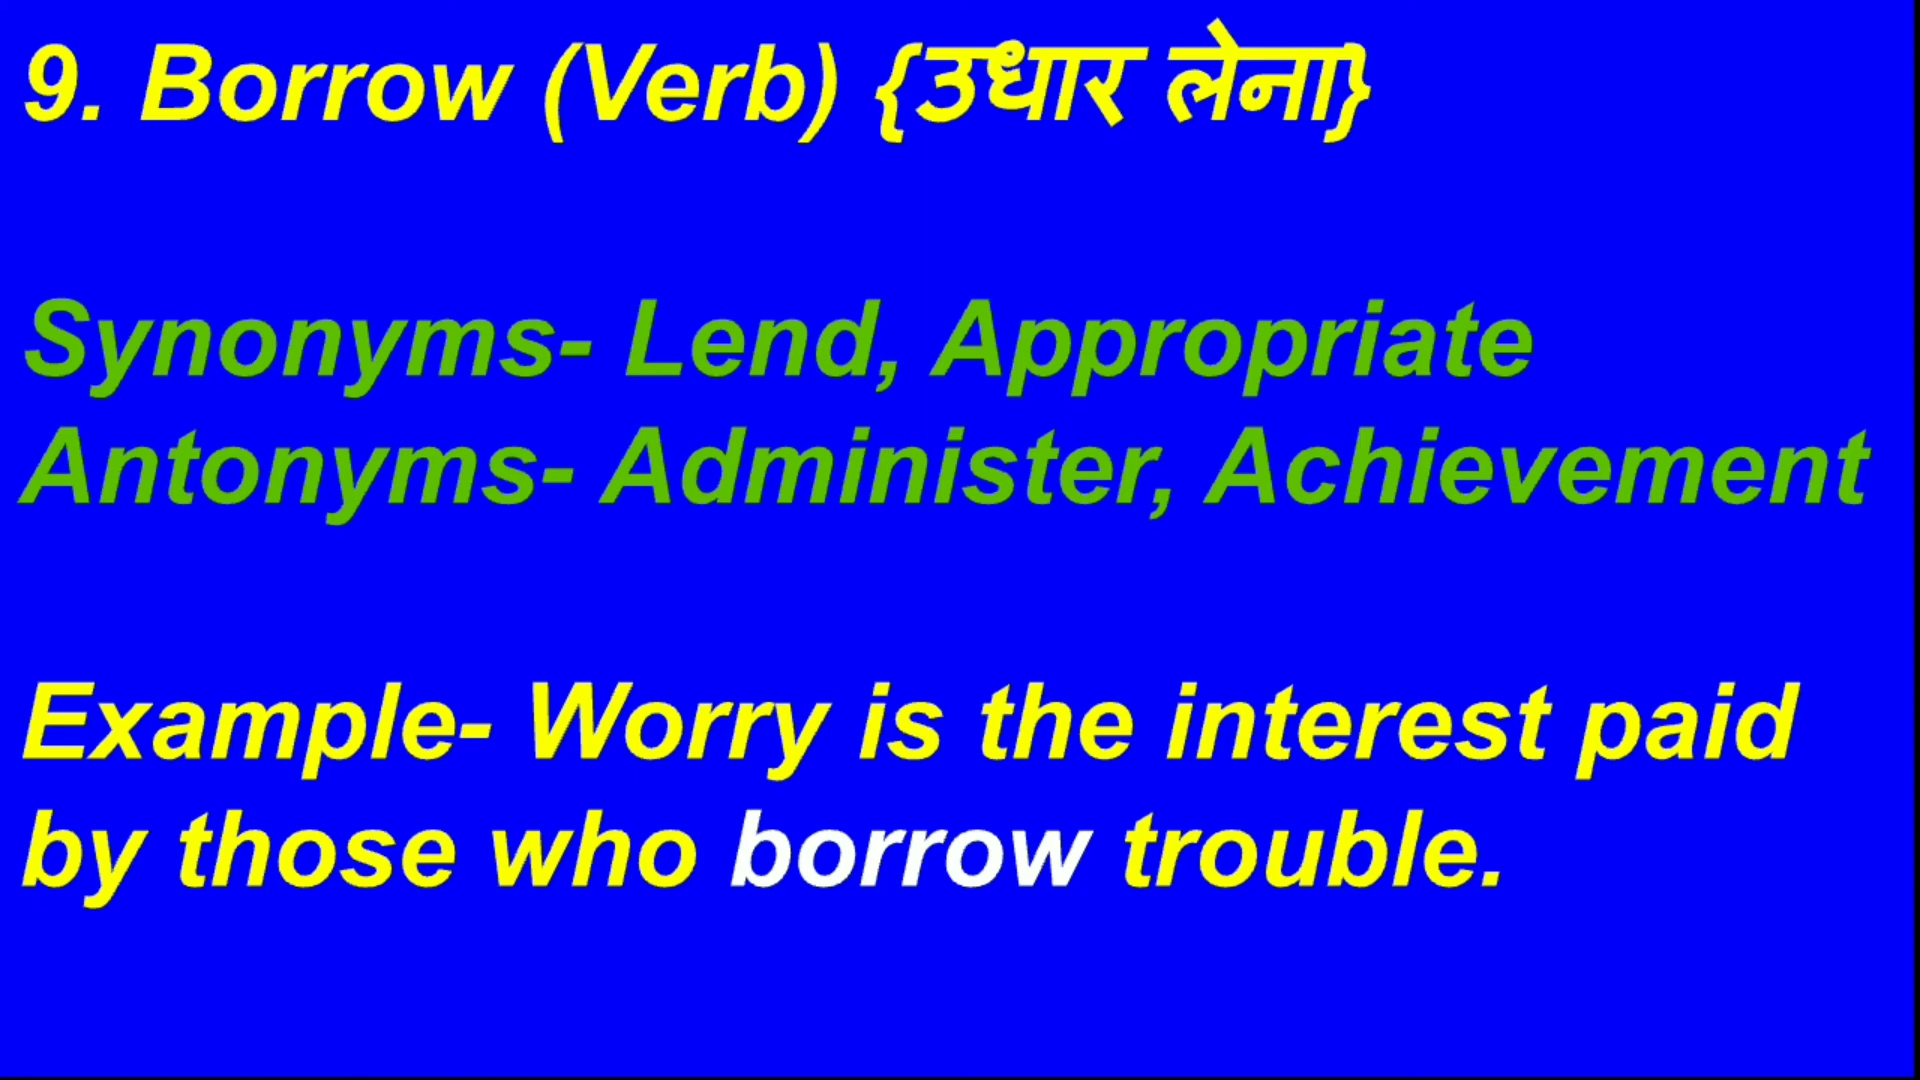 9. Borrow (Verb) {उधार लेना}
Synonyms- Lend, Appropriate
Antonyms- Administer, Achievement
Example- Worry is the interest paid
by those who borrow trouble.